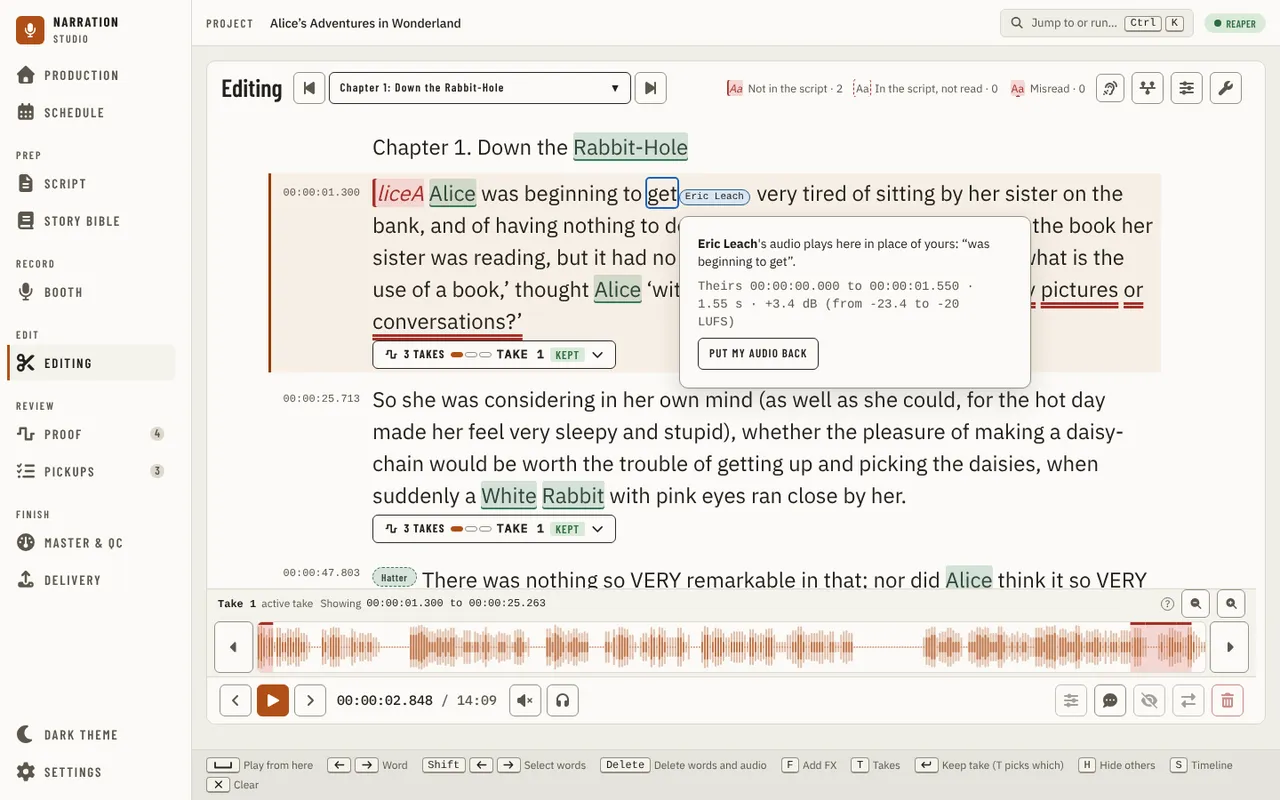 NARRATION
STUDIO
PRODUCTION
SCHEDULE
PREP
SCRIPT
STORY BIBLE
RECORD
BOOTH
EDIT
EDITING
REVIEW
PROOF 4
PICKUPS 3
FINISH
MASTER & QC
DELIVERY
DARK THEME
SETTINGS
PROJECT Alice's Adventures in Wonderland
Jump to or run... Ctrl K
REAPER
Editing
Chapter 1: Down the Rabbit-Hole
Aa Not in the script · 2 Aa In the script, not read · 0 Aa Misread · 0
Chapter 1. Down the Rabbit-Hole
00:00:01.300 liceA Alice was beginning to get Eric Leach very tired of sitting by her sister on the
bank, and of having nothing to do the book her
sister was reading, but it had no what is the
use of a book,’ thought Alice ‘wit pictures or
conversations?’
3 TAKES TAKE 1 KEPT
Eric Leach's audio plays here in place of yours: “was
beginning to get”.
Theirs 00:00:00.000 to 00:00:01.550 ·
1.55 s · +3.4 dB (from -23.4 to -20
LUFS)
PUT MY AUDIO BACK
00:00:25.713 So she was considering in her own mind (as well as she could, for the hot day
made her feel very sleepy and stupid), whether the pleasure of making a daisy-
chain would be worth the trouble of getting up and picking the daisies, when
suddenly a White Rabbit with pink eyes ran close by her.
3 TAKES TAKE 1 KEPT
00:00:47.803 Hatter There was nothing so VERY remarkable in that; nor did Alice think it so VERY
Take 1 active take Showing 00:00:01.300 to 00:00:25.263
00:00:02.848 / 14:09
Play from here ← → Word Shift ← → Select words Delete Delete words and audio F Add FX T Takes Keep take (T picks which) H Hide others S Timeline
Clear